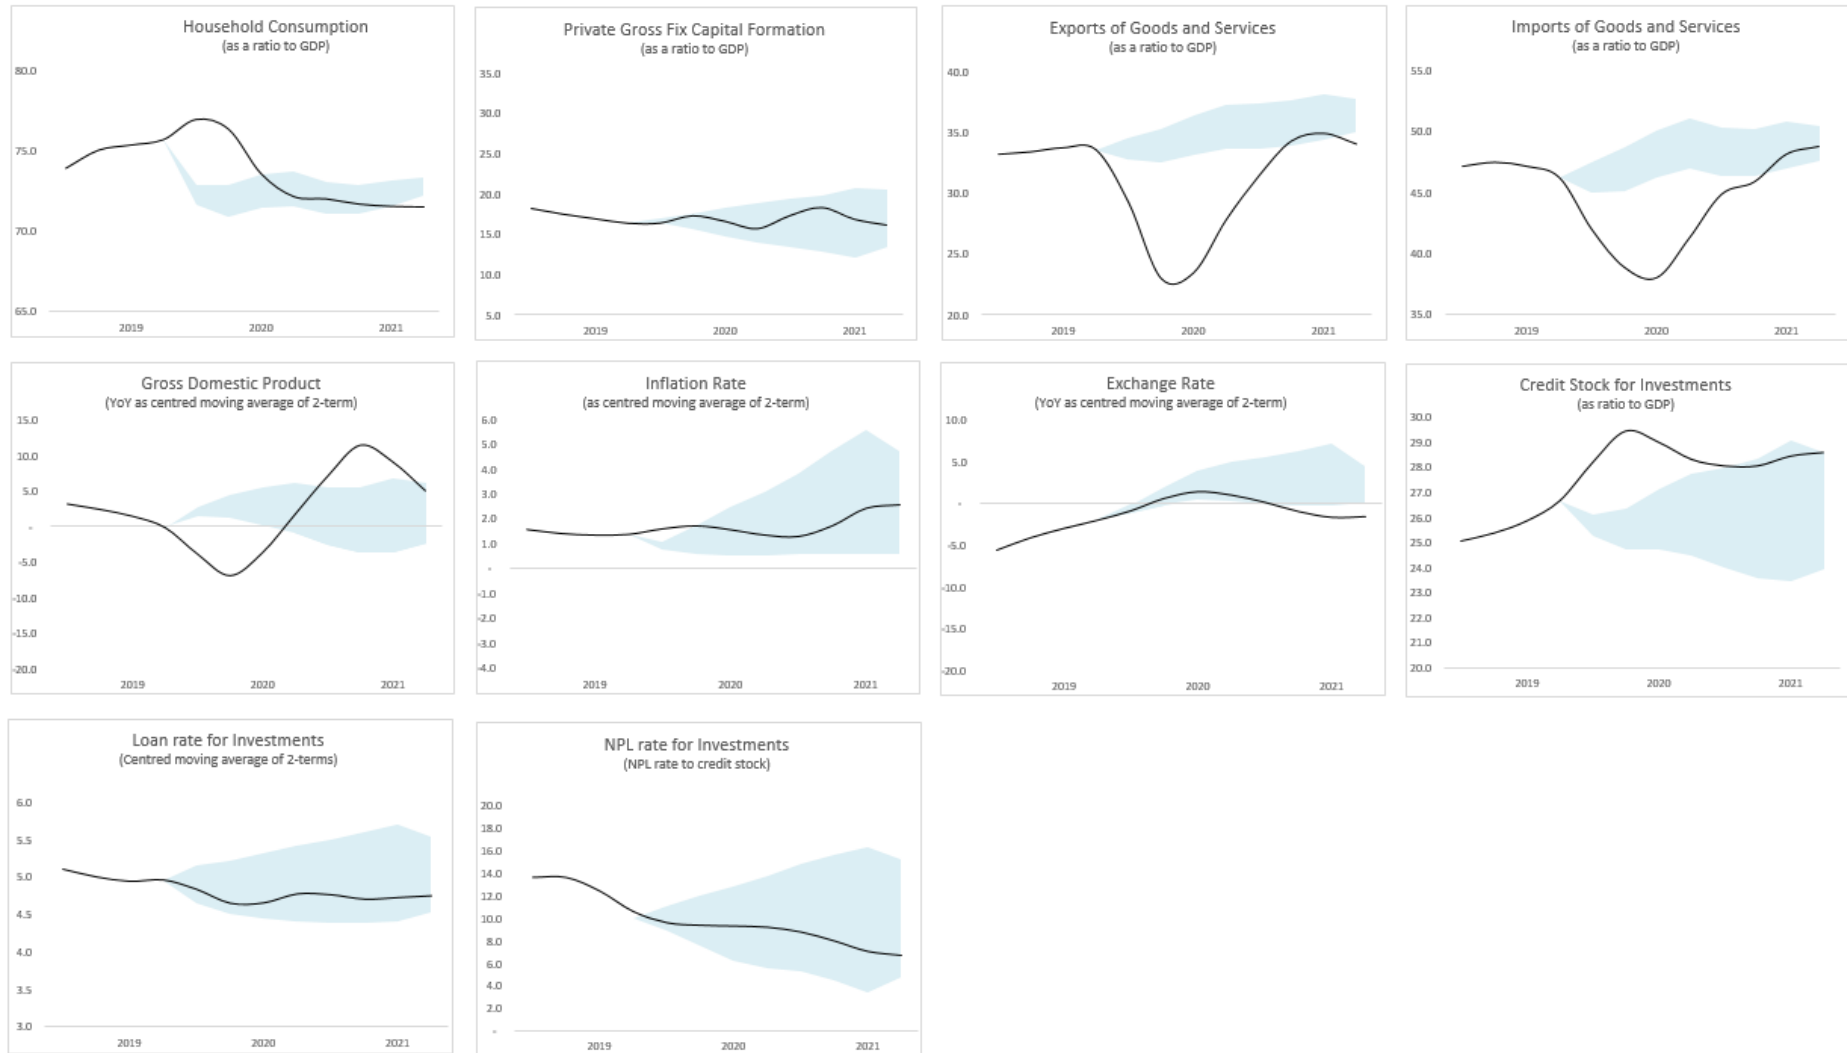 Household Consumption
(as a ratio to GDP)
80.0
75.0
70.0
65.0
2019 2020 2021
Private Gross Fix Capital Formation
(as a ratio to GDP)
35.0
30.0
25.0
20.0
15.0
10.0
5.0
2019 2020 2021
Exports of Goods and Services
(as a ratio to GDP)
40.0
35.0
30.0
25.0
20.0
2019 2020 2021
Imports of Goods and Services
(as a ratio to GDP)
55.0
50.0
45.0
40.0
35.0
2019 2020 2021
Gross Domestic Product
(YoY as centred moving average of 2-term)
15.0
10.0
5.0
-
-5.0
-10.0
-15.0
-20.0
2019 2020 2021
Inflation Rate
(as centred moving average of 2-term)
6.0
5.0
4.0
3.0
2.0
1.0
-
-1.0
-2.0
-3.0
-4.0
2019 2020 2021
Exchange Rate
(YoY as centred moving average of 2-term)
10.0
5.0
-
-5.0
-10.0
-15.0
-20.0
2019 2020 2021
Credit Stock for Investments
(as ratio to GDP)
30.0
29.0
28.0
27.0
26.0
25.0
24.0
23.0
22.0
21.0
20.0
2019 2020 2021
Loan rate for Investments
(Centred moving average of 2-terms)
6.0
5.5
5.0
4.5
4.0
3.5
3.0
2019 2020 2021
NPL rate for Investments
(NPL rate to credit stock)
20.0
18.0
16.0
14.0
12.0
10.0
8.0
6.0
4.0
2.0
-
2019 2020 2021